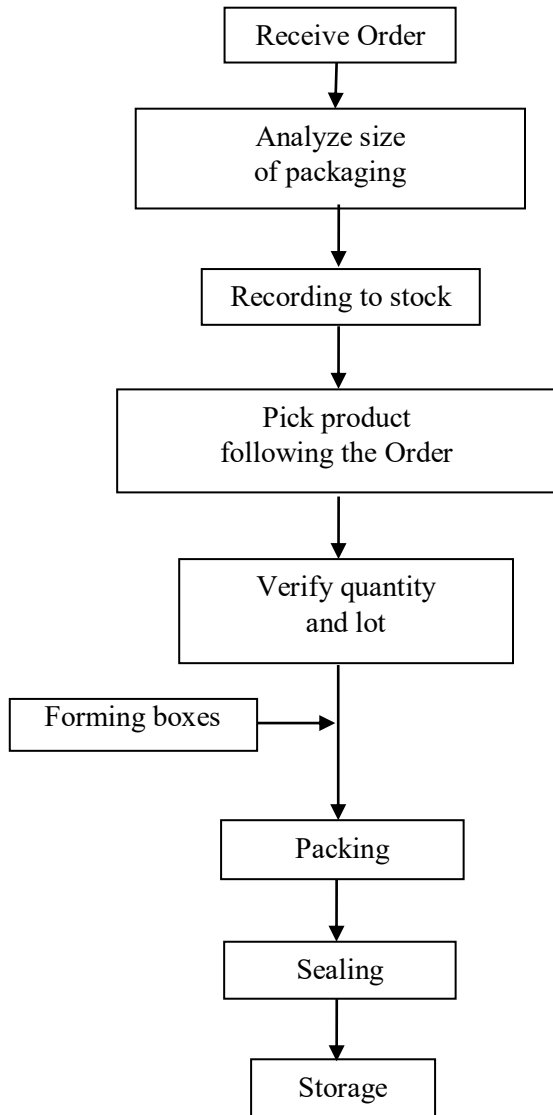 Receive Order
Analyze size
of packaging
Recording to stock
Pick product
following the Order
Verify quantity
and lot
Forming boxes
Packing
Sealing
Storage